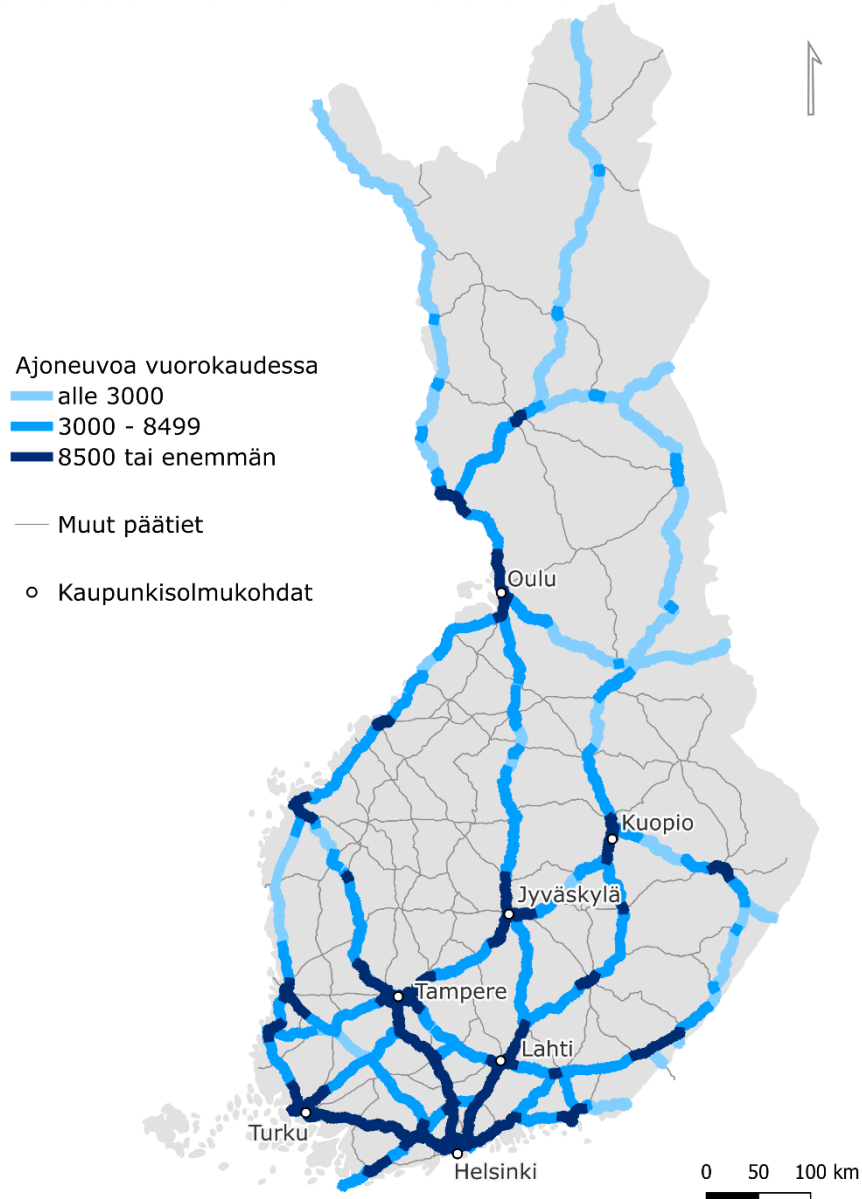 Ajoneuvoa vuorokaudessa
alle 3000
3000 - 8499
8500 tai enemmän
Muut päätiet
Kaupunkisolmukohdat
Oulu
Kuopio
Jyväskylä
Tampere
Lahti
Turku
Helsinki
0 50 100 km